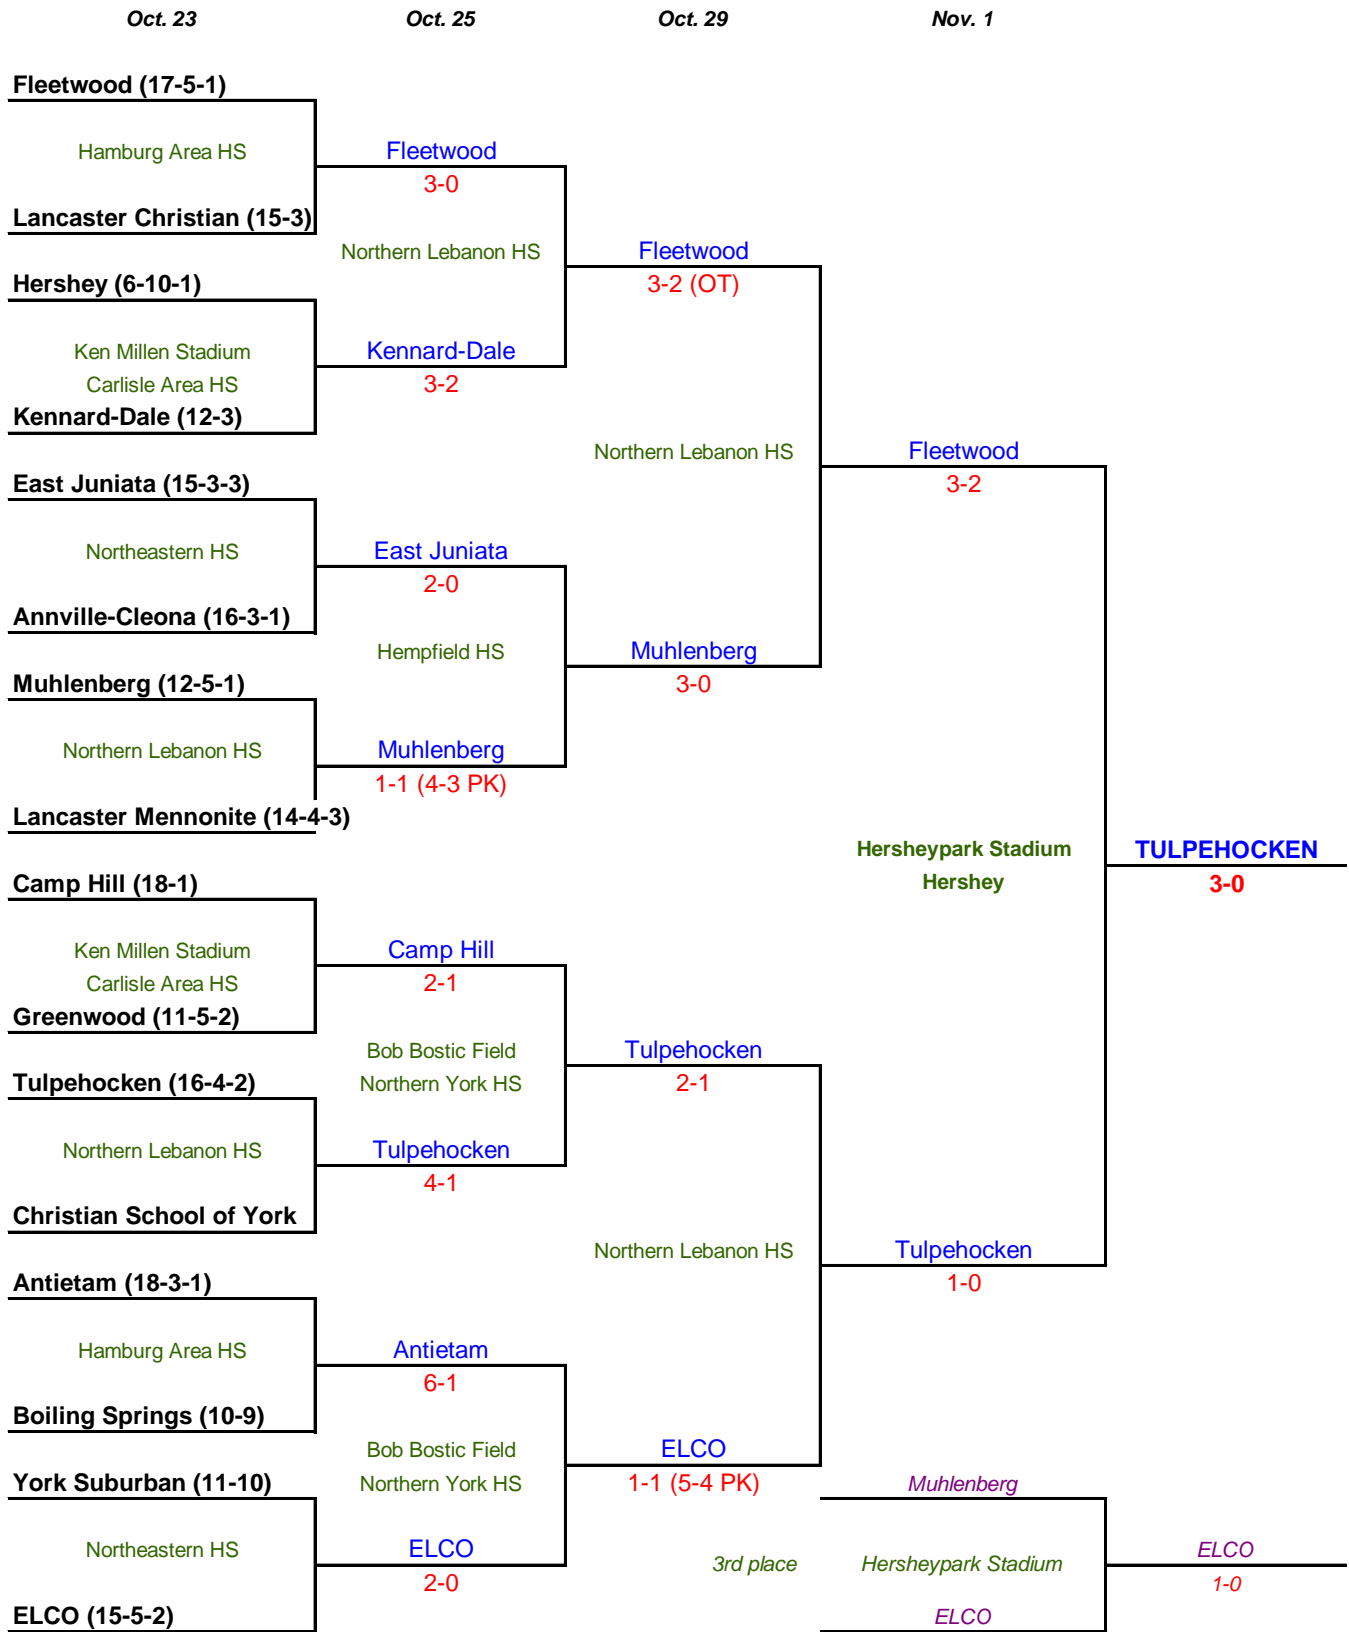 Oct. 23 Oct. 25 Oct. 29 Nov. 1
Fleetwood (17-5-1)
Hamburg Area HS Fleetwood
3-0
Lancaster Christian (15-3)
Northern Lebanon HS Fleetwood
Hershey (6-10-1) 3-2 (OT)
Ken Millen Stadium Kennard-Dale
Carlisle Area HS 3-2
Kennard-Dale (12-3)
Northern Lebanon HS Fleetwood
East Juniata (15-3-3) 3-2
Northeastern HS East Juniata
2-0
Annville-Cleona (16-3-1)
Hempfield HS Muhlenberg
Muhlenberg (12-5-1) 3-0
Northern Lebanon HS Muhlenberg
1-1 (4-3 PK)
Lancaster Mennonite (14-4-3)
Hersheypark Stadium TULPEHOCKEN
Camp Hill (18-1) Hershey 3-0
Ken Millen Stadium Camp Hill
Carlisle Area HS 2-1
Greenwood (11-5-2)
Bob Bostic Field Tulpehocken
Tulpehocken (16-4-2) Northern York HS 2-1
Northern Lebanon HS Tulpehocken
4-1
Christian School of York
Northern Lebanon HS Tulpehocken
Antietam (18-3-1) 1-0
Hamburg Area HS Antietam
6-1
Boiling Springs (10-9)
Bob Bostic Field ELCO
York Suburban (11-10) Northern York HS 1-1 (5-4 PK) Muhlenberg
Northeastern HS ELCO 3rd place Hersheypark Stadium ELCO
2-0 1-0
ELCO (15-5-2) ELCO